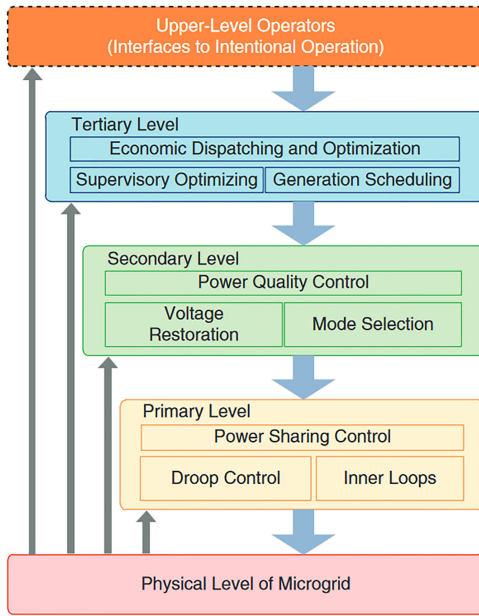 Upper-Level Operators
(Interfaces to Intentional Operation)
Tertiary Level
Economic Dispatching and Optimization
Supervisory Optimizing
Generation Scheduling
Secondary Level
Power Quality Control
Voltage
Restoration
Mode Selection
Primary Level
Power Sharing Control
Droop Control
Inner Loops
Physical Level of Microgrid